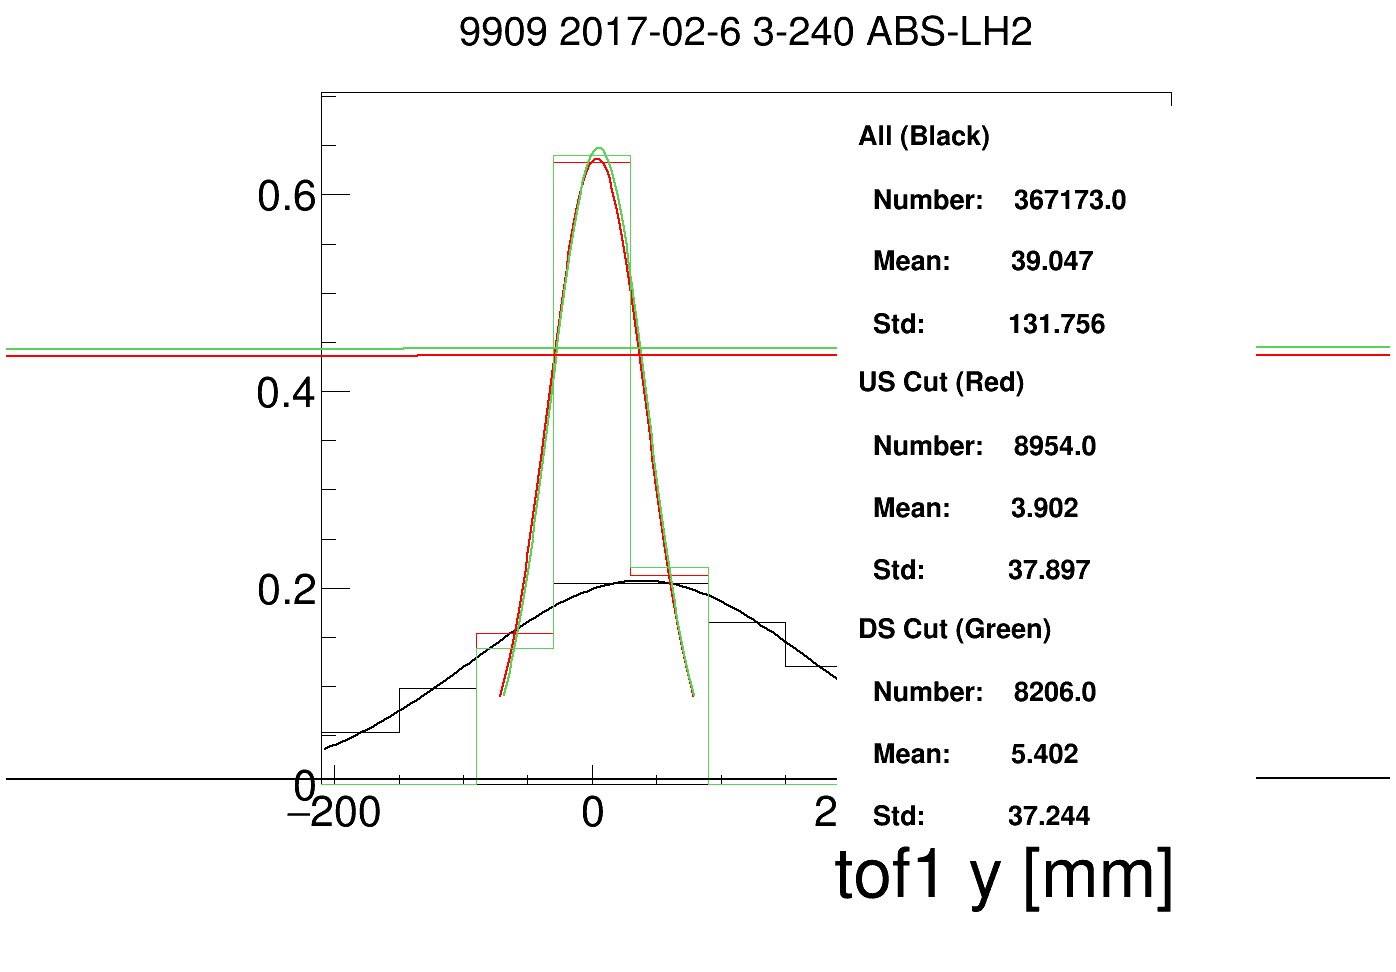 9909 2017-02-6 3-240 ABS-LH2
All (Black)
Number: 367173.0
Mean: 39.047
Std: 131.756
US Cut (Red)
Number: 8954.0
Mean: 3.902
Std: 37.897
DS Cut (Green)
Number: 8206.0
Mean: 5.402
Std: 37.244
0.6
0.4
0.2
0
−200 0 2
tof1 y [mm]